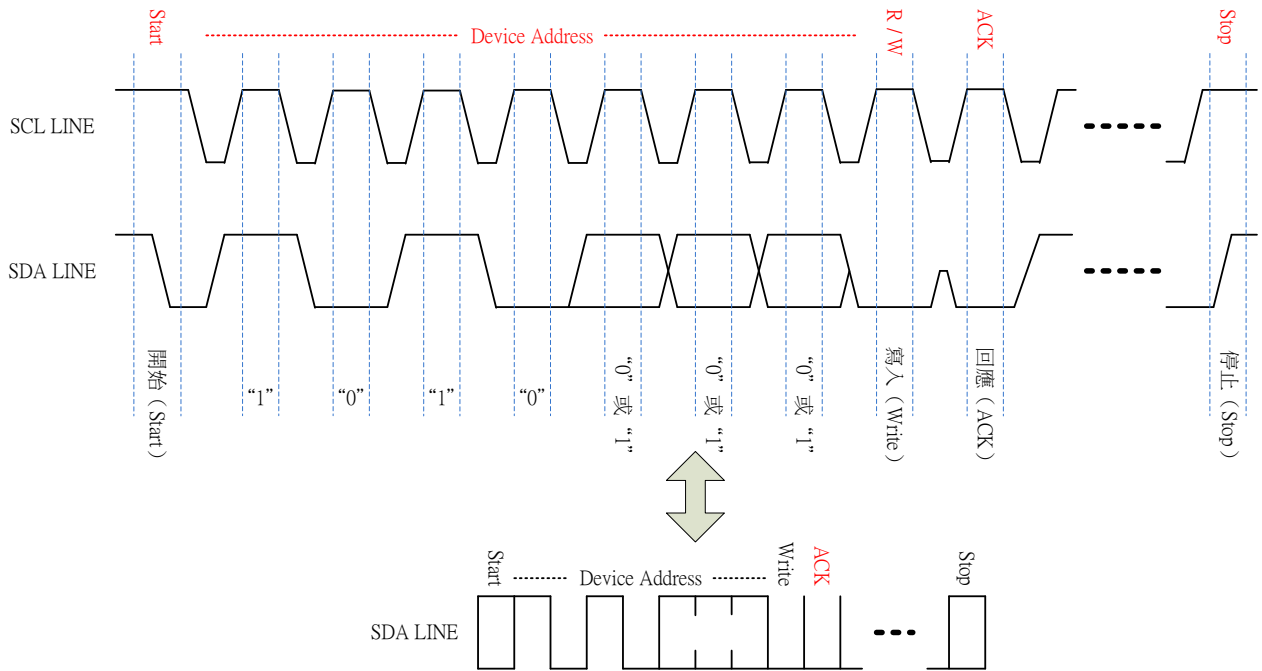 Start
Device Address
R / W
ACK
Stop
SCL LINE
SDA LINE
開始（Start）
“1”
“0”
“1”
“0”
“0” 或 “1”
“0” 或 “1”
“0” 或 “1”
寫入（Write）
回應（ACK）
停止（Stop）
Start
Device Address
Write
ACK
Stop
SDA LINE